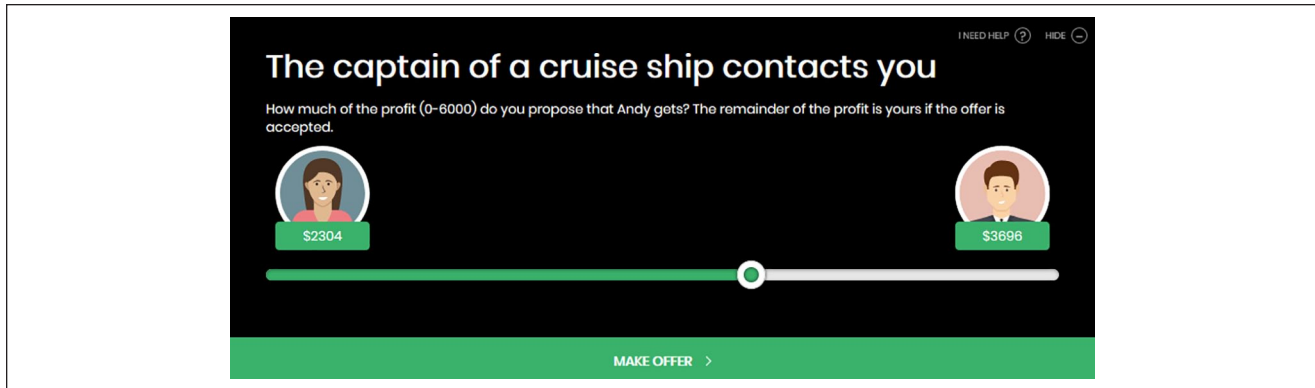 I NEED HELP ? HIDE
The captain of a cruise ship contacts you
How much of the profit (0-6000) do you propose that Andy gets? The remainder of the profit is yours if the offer is
accepted.
$2304 $3696
MAKE OFFER >